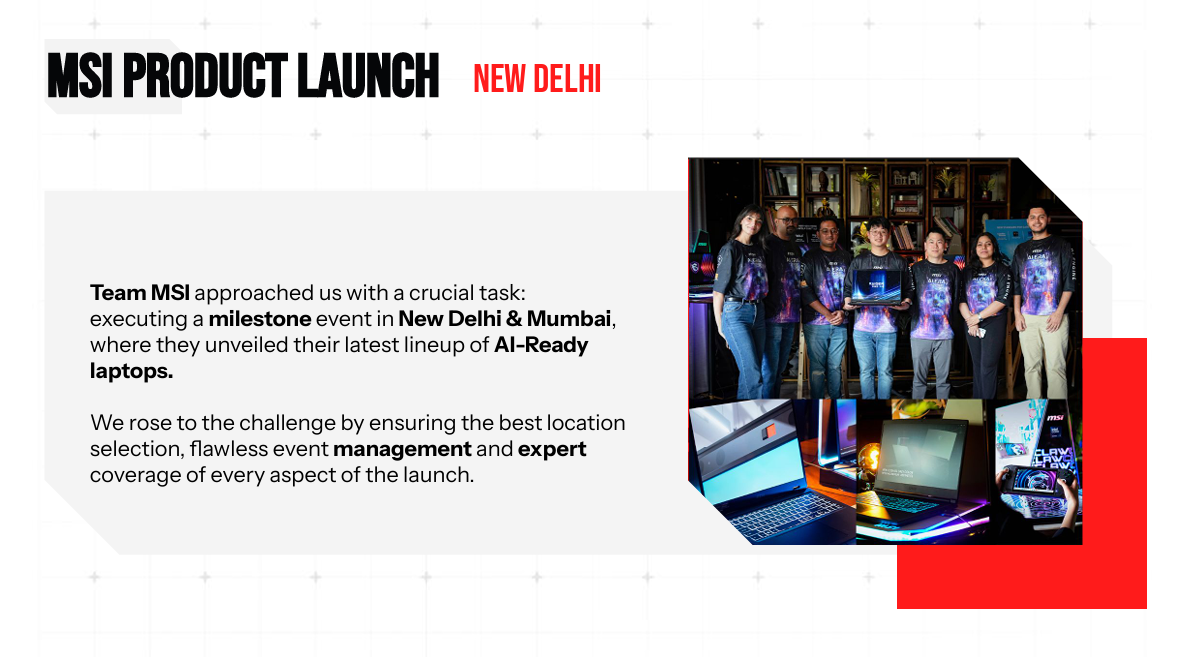 MSI PRODUCT LAUNCH NEW DELHI
Team MSI approached us with a crucial task:
executing a milestone event in New Delhi & Mumbai,
where they unveiled their latest lineup of AI-Ready
laptops.
We rose to the challenge by ensuring the best location
selection, flawless event management and expert
coverage of every aspect of the launch.
msi
CLAW
CLAW